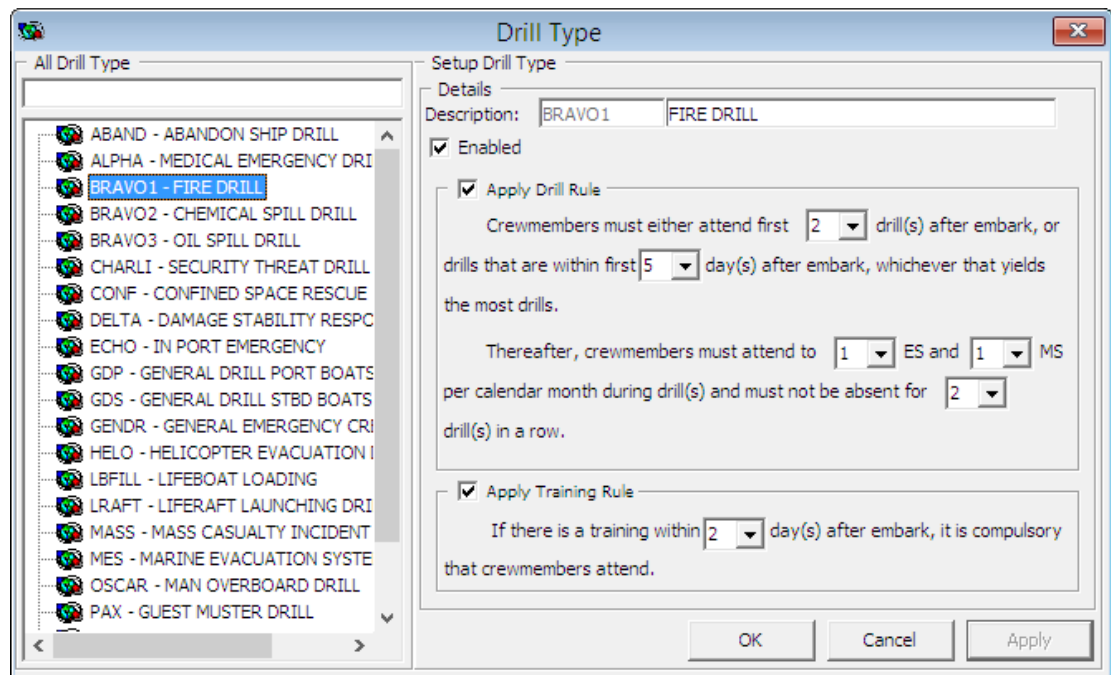 Drill Type
All Drill Type
ABAND - ABANDON SHIP DRILL
ALPHA - MEDICAL EMERGENCY DRI
BRAVO1 - FIRE DRILL
BRAVO2 - CHEMICAL SPILL DRILL
BRAVO3 - OIL SPILL DRILL
CHARLI - SECURITY THREAT DRILL
CONF - CONFINED SPACE RESCUE
DELTA - DAMAGE STABILITY RESPO
ECHO - IN PORT EMERGENCY
GDP - GENERAL DRILL PORT BOATS
GDS - GENERAL DRILL STBD BOATS
GENDR - GENERAL EMERGENCY CRE
HELO - HELICOPTER EVACUATION
LBFILL - LIFEBOAT LOADING
LRAFT - LIFERAFT LAUNCHING DRI
MASS - MASS CASUALTY INCIDENT
MES - MARINE EVACUATION SYSTE
OSCAR - MAN OVERBOARD DRILL
PAX - GUEST MUSTER DRILL
Setup Drill Type
Details
Description: BRAVO1 FIRE DRILL
Enabled
Apply Drill Rule
Crewmembers must either attend first 2 drill(s) after embark, or
drills that are within first 5 day(s) after embark, whichever that yields
the most drills.
Thereafter, crewmembers must attend to 1 ES and 1 MS
per calendar month during drill(s) and must not be absent for 2
drill(s) in a row.
Apply Training Rule
If there is a training within 2 day(s) after embark, it is compulsory
that crewmembers attend.
OK Cancel Apply